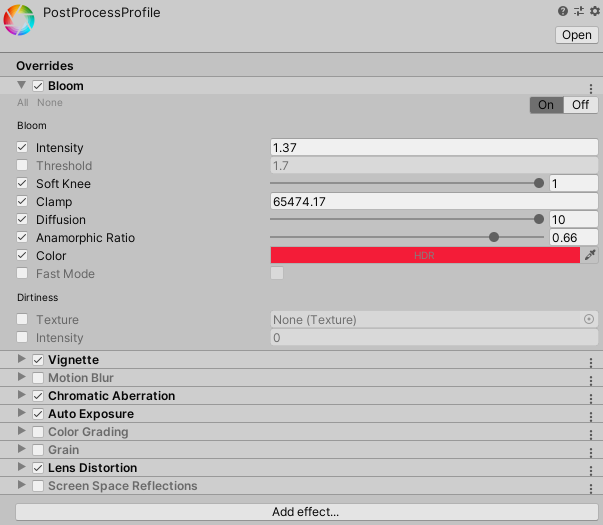 PostProcessProfile
Open
Overrides
Bloom
All None
On Off
Bloom
Intensity 1.37
Threshold 1.7
Soft Knee 1
Clamp 65474.17
Diffusion 10
Anamorphic Ratio 0.66
Color HDR
Fast Mode
Dirtiness
Texture None (Texture)
Intensity 0
Vignette
Motion Blur
Chromatic Aberration
Auto Exposure
Color Grading
Grain
Lens Distortion
Screen Space Reflections
Add effect...